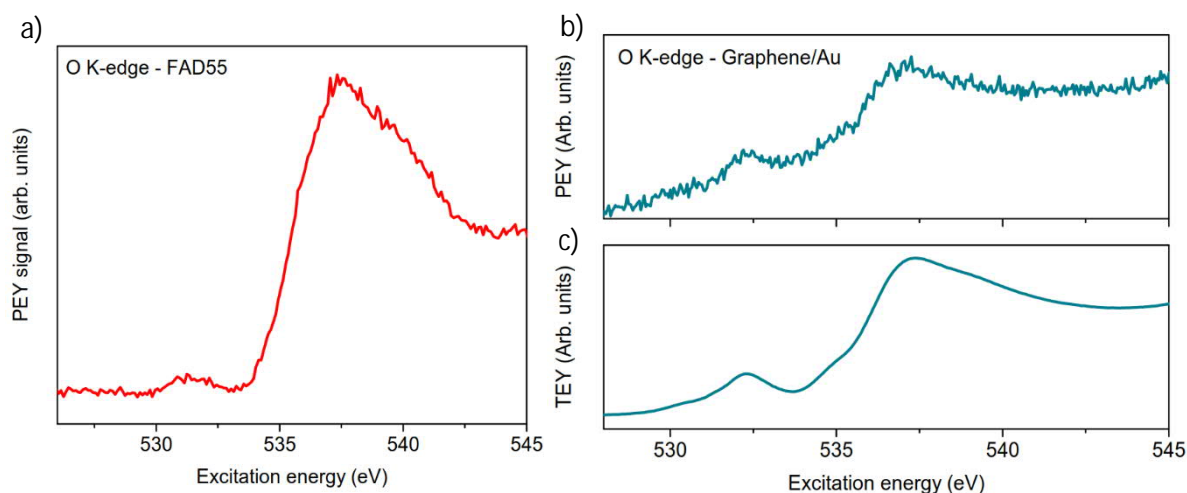 a)
O K-edge - FAD55
PEY signal (arb. units)
530 535 540 545
Excitation energy (eV)
b)
O K-edge - Graphene/Au
PEY (Arb. units)
c)
TEY (Arb. units)
530 535 540 545
Excitation energy (eV)